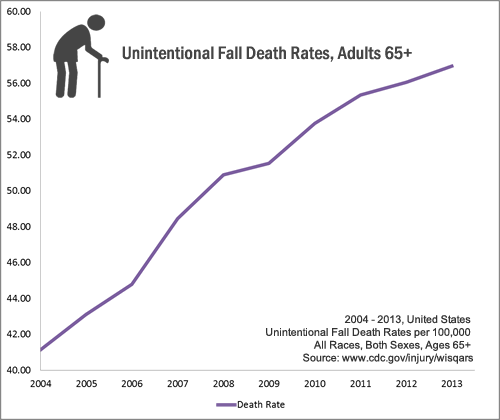 60.00
Unintentional Fall Death Rates, Adults 65+
58.00
56.00
54.00
52.00
50.00
48.00
46.00
44.00
42.00
40.00
2004 - 2013, United States
Unintentional Fall Death Rates per 100,000
All Races, Both Sexes, Ages 65+
Source: www.cdc.gov/injury/wisqars
2004 2005 2006 2007 2008 2009 2010 2011 2012 2013
Death Rate